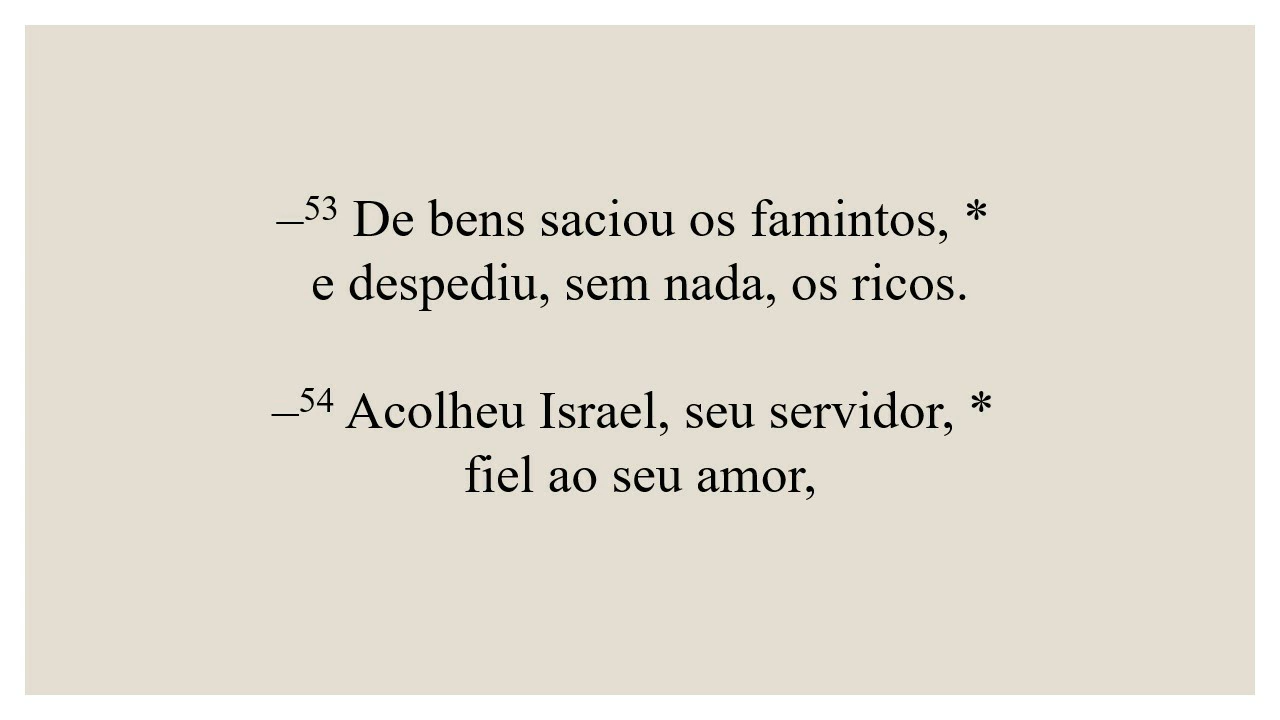 –53 De bens saciou os famintos, *
e despediu, sem nada, os ricos.
–54 Acolheu Israel, seu servidor, *
fiel ao seu amor,